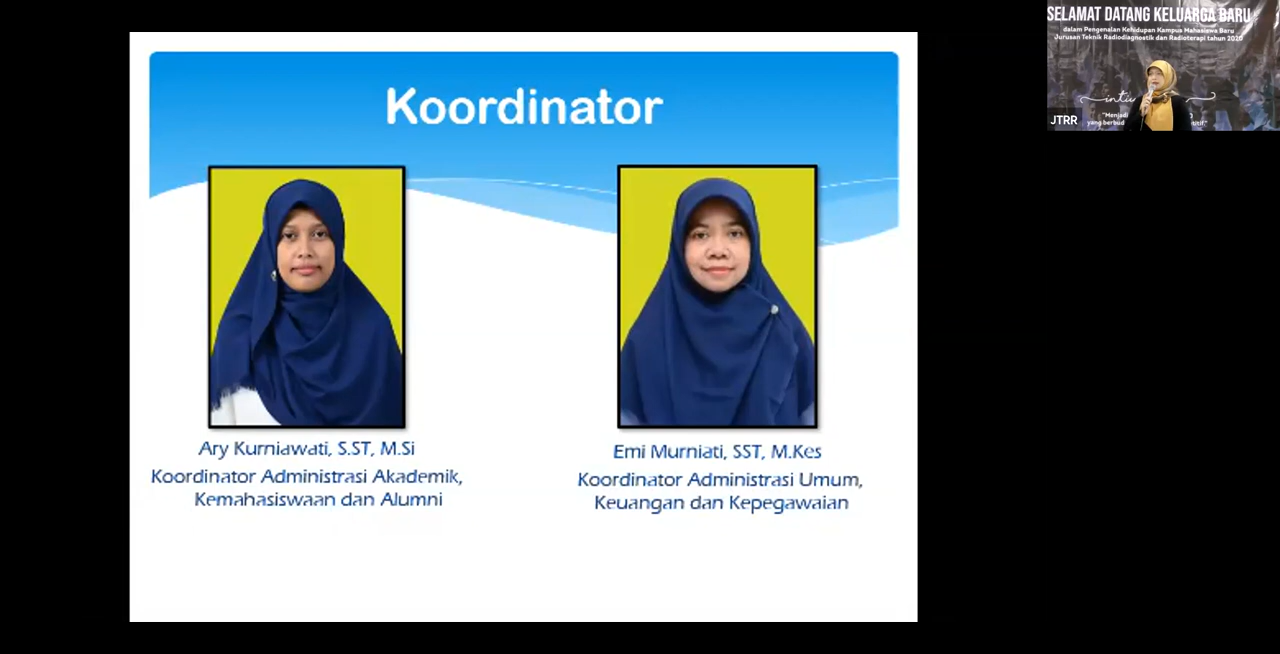 Koordinator
Ary Kurniawati, S.ST, M.Si
Koordinator Administrasi Akademik,
Kemahasiswaan dan Alumni
Emi Murniati, SST, M.Kes
Koordinator Administrasi Umum,
Keuangan dan Kepegawaian
SELAMAT DATANG KELUARGA BARU
dalam Pengenalan Kehidupan Kampus Mahasiswa Baru
Jurusan Teknik Radiodiagnostik dan Radioterapi tahun 2020
"Menjadi
JTRR